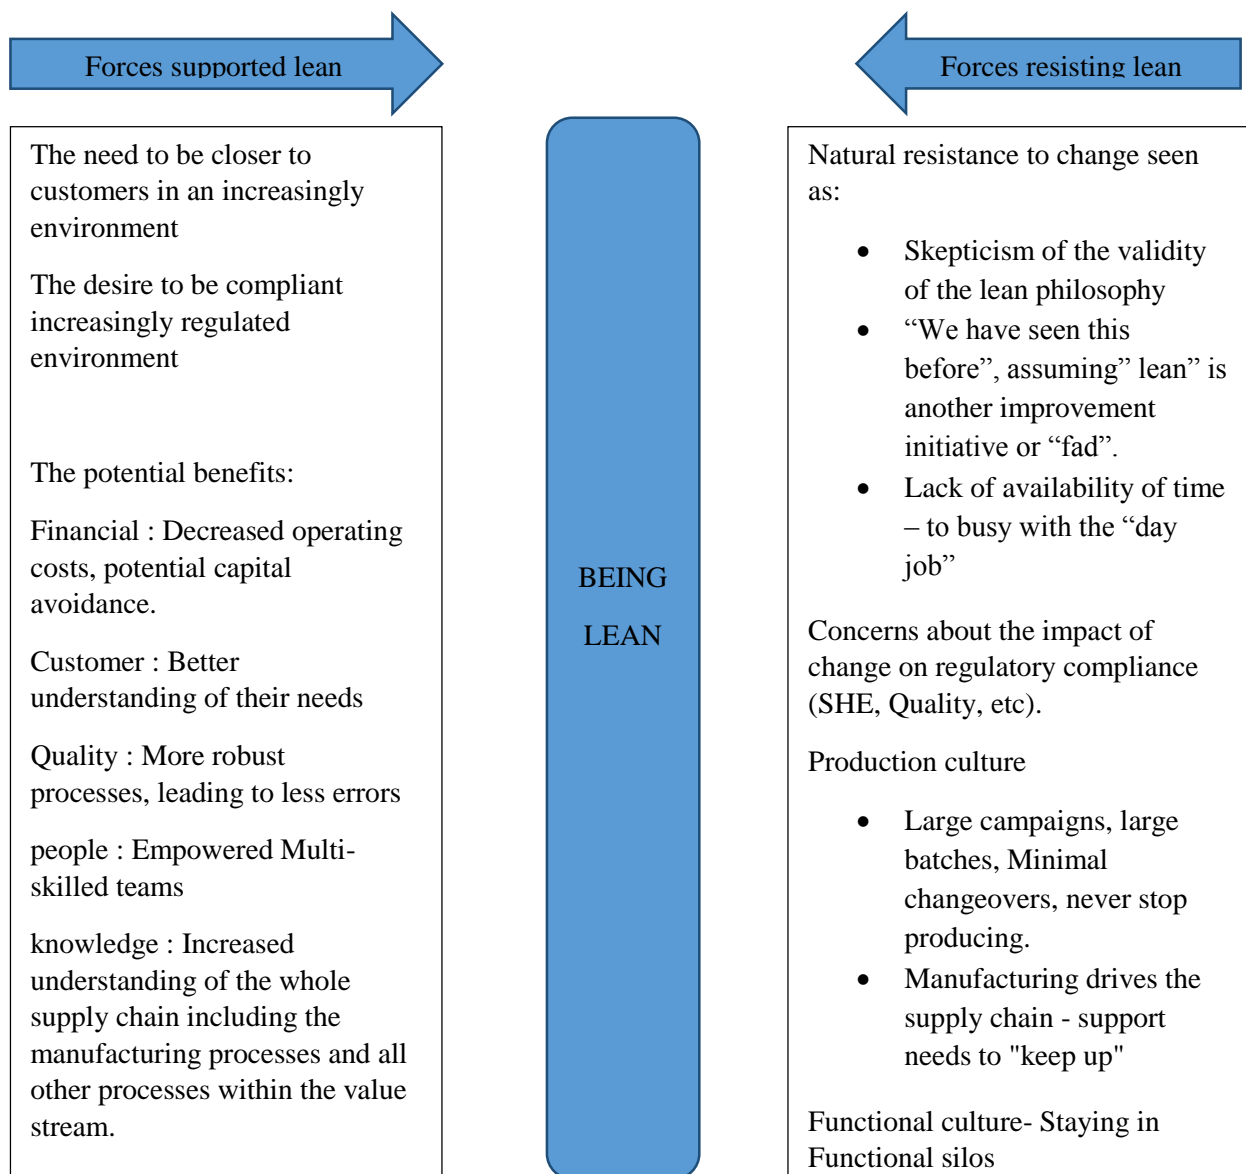 Forces supported lean
Forces resisting lean
The need to be closer to
customers in an increasingly
environment
The desire to be compliant
increasingly regulated
environment
The potential benefits:
Financial : Decreased operating
costs, potential capital
avoidance.
Customer : Better
understanding of their needs
Quality : More robust
processes, leading to less errors
people : Empowered Multi-
skilled teams
knowledge : Increased
understanding of the whole
supply chain including the
manufacturing processes and all
other processes within the value
stream.
BEING
LEAN
Natural resistance to change seen
as:
• Skepticism of the validity
of the lean philosophy
• “We have seen this
before”, assuming” lean” is
another improvement
initiative or “fad”.
• Lack of availability of time
– to busy with the “day
job”
Concerns about the impact of
change on regulatory compliance
(SHE, Quality, etc).
Production culture
• Large campaigns, large
batches, Minimal
changeovers, never stop
producing.
• Manufacturing drives the
supply chain - support
needs to "keep up"
Functional culture- Staying in
Functional silos